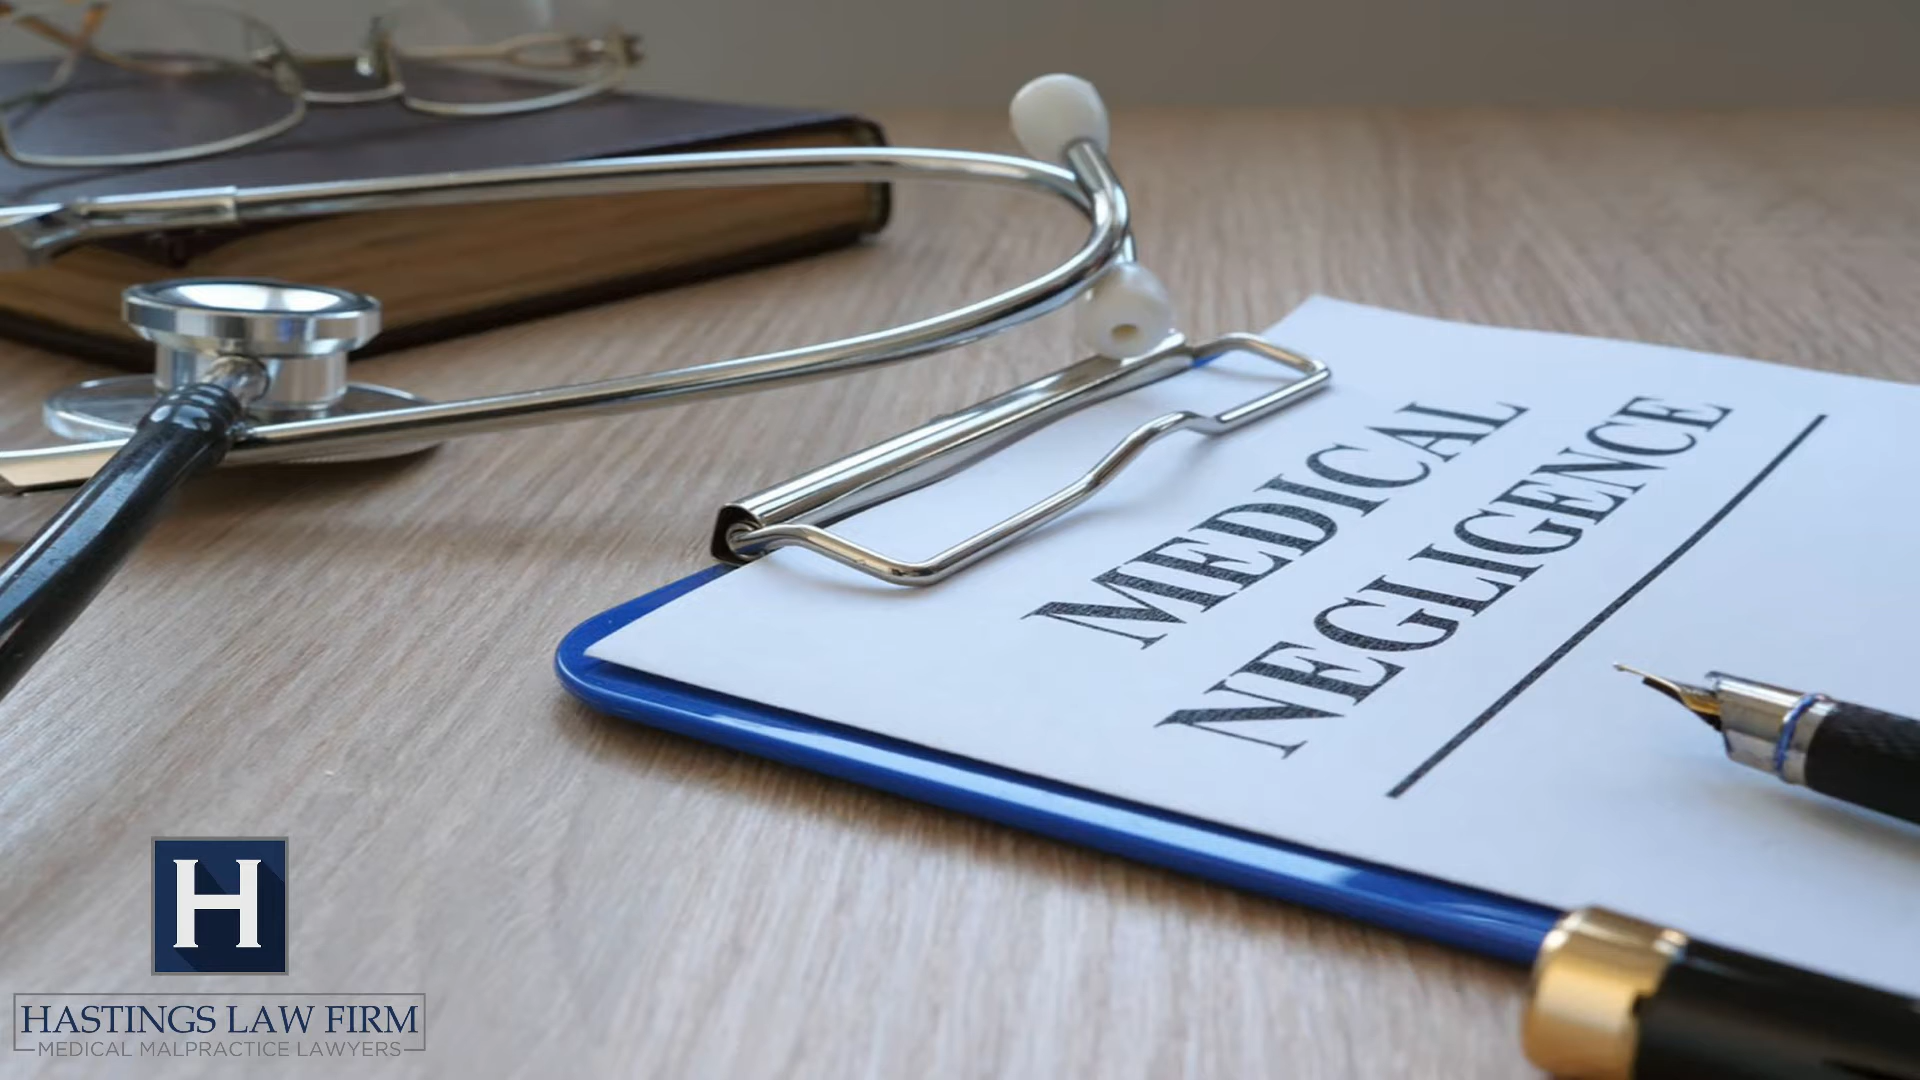 MEDICAL
NEGLIGENCE
H
HASTINGS LAW FIRM
MEDICAL MALPRACTICE LAWYERS